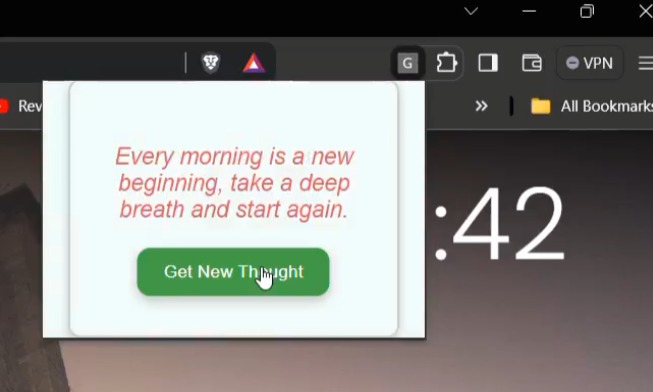 G
VPN
Rev
All Bookmarks
Every morning is a new
beginning, take a deep
breath and start again.
:42
Get New Thought